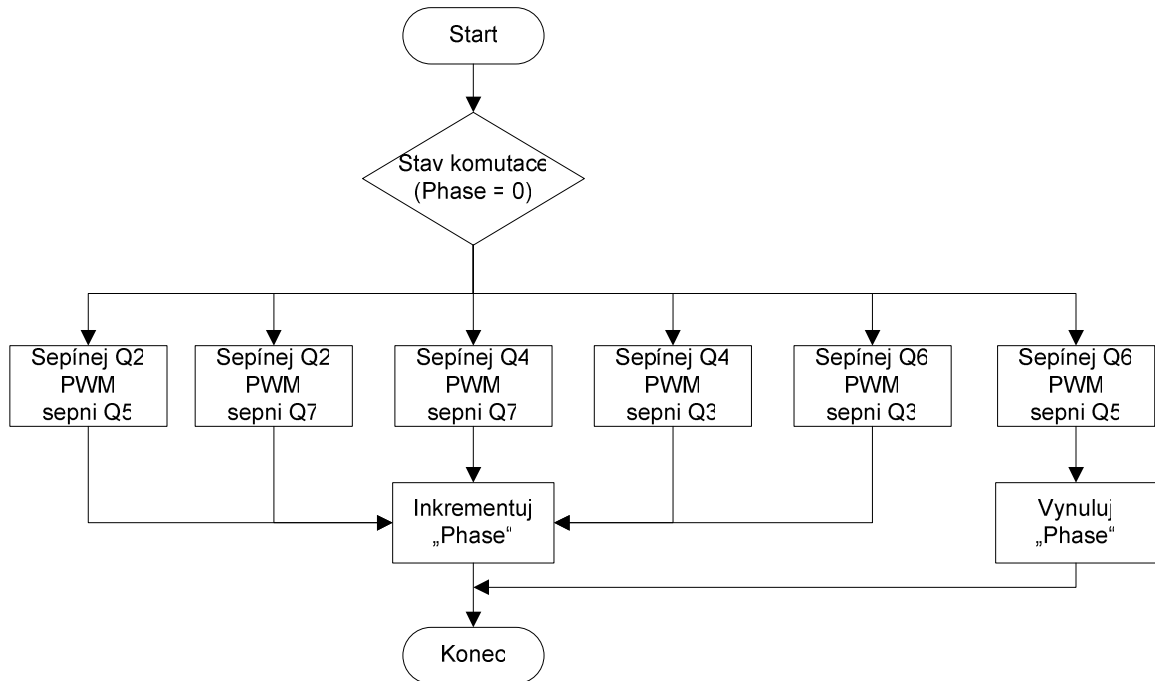 Start
Stav komutace
(Phase = 0)
Sepínej Q2
PWM
sepni Q5
Sepínej Q2
PWM
sepni Q7
Sepínej Q4
PWM
sepni Q7
Sepínej Q4
PWM
sepni Q3
Sepínej Q6
PWM
sepni Q3
Sepínej Q6
PWM
sepni Q5
Inkrementuj
„Phase“
Vynuluj
„Phase“
Konec